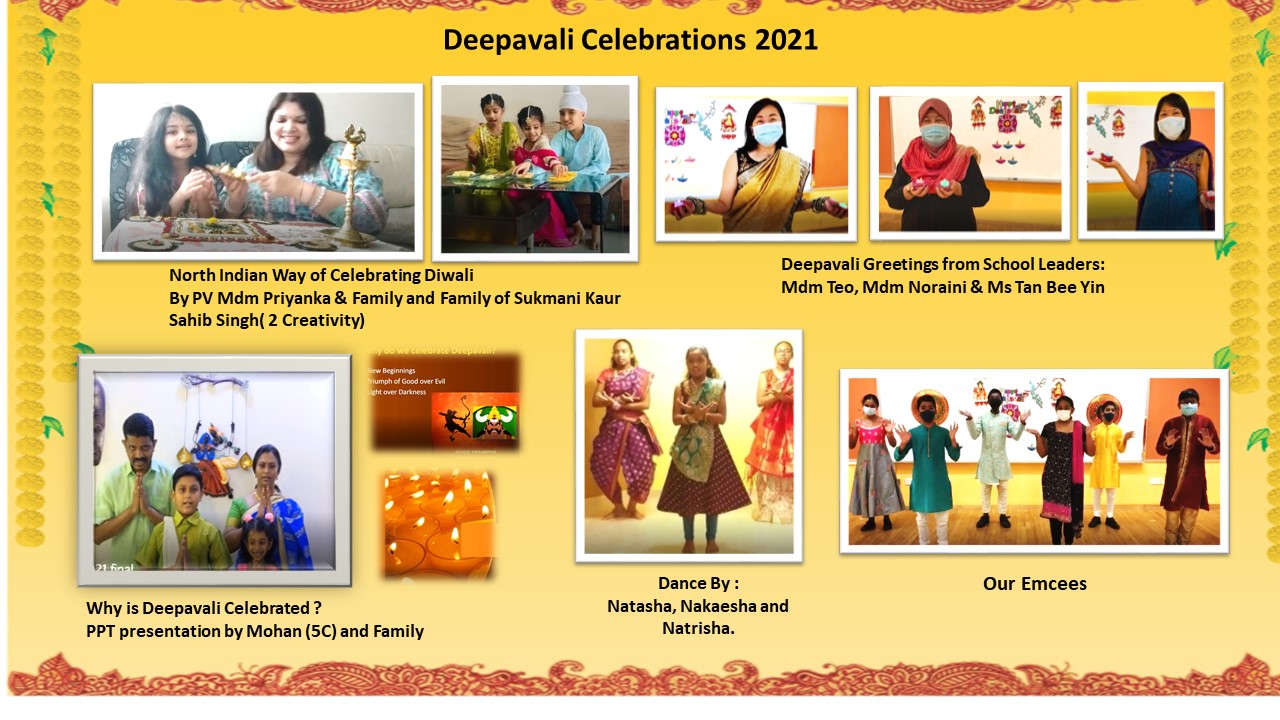 Deepavali Celebrations 2021
North Indian Way of Celebrating Diwali
By PV Mdm Priyanka & Family and Family of Sukmani Kaur
Sahib Singh( 2 Creativity)
Deepavali Greetings from School Leaders:
Mdm Teo, Mdm Noraini & Ms Tan Bee Yin
do we celebrate Deepavali?
New Beginnings
Triumph of Good over Evil
Light over Darkness
21 final
Why is Deepavali Celebrated ?
PPT presentation by Mohan (5C) and Family
Dance By :
Natasha, Nakaesha and
Natrisha.
Our Emcees